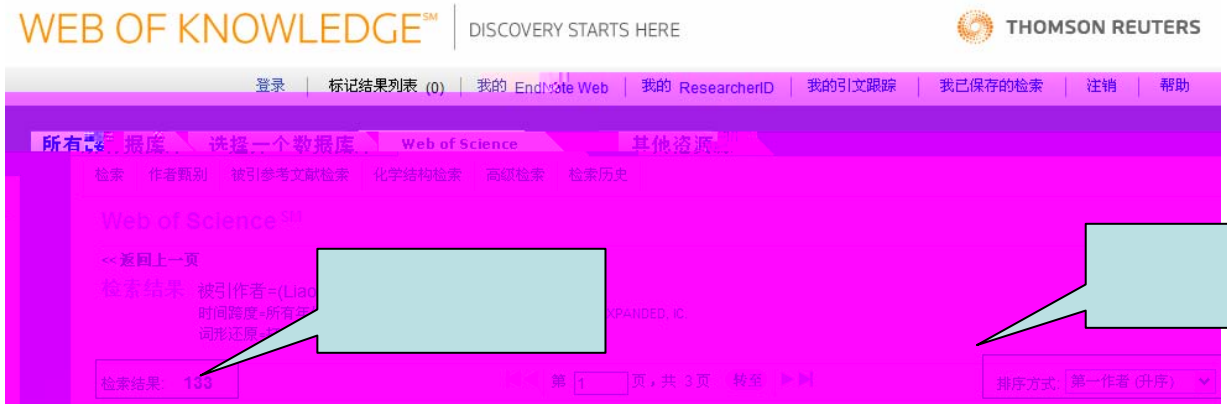 WEB OF KNOWLEDGE℠ DISCOVERY STARTS HERE THOMSON REUTERS
登录 标记结果列表 (0) 我的 EndNote Web 我的 ResearcherID 我的引文跟踪 我已保存的检索 注销 帮助
所有数据库 选择一个数据库 Web of Science 其他资源
检索 作者甄别 被引参考文献检索 化学结构检索 高级检索 检索历史
Web of Science℠
<<返回上一页
检索结果 被引作者=(Liao
时间跨度=所有年 XPANDED, IC.
词形还原=
检索结果: 133 第 1 页,共 3 页 转至 排序方式: 第一作者 (升序)